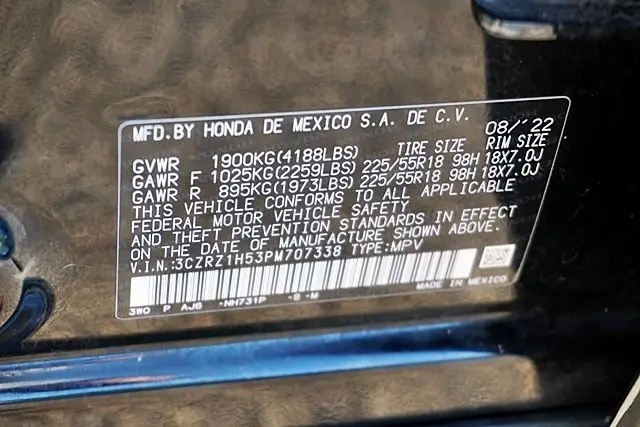 MFD.BY HONDA DE MEXICO S.A. DE C.V. 08/'22
GVWR 1900KG(4188LBS) TIRE SIZE RIM SIZE
GAWR F 1025KG(2259LBS) 225/55R18 98H 18X7.0J
GAWR R 895KG(1973LBS) 225/55R18 98H 18X7.0J
THIS VEHICLE CONFORMS TO ALL APPLICABLE
FEDERAL MOTOR VEHICLE SAFETY
AND THEFT PREVENTION STANDARDS IN EFFECT
ON THE DATE OF MANUFACTURE SHOWN ABOVE.
V.I.N.:3CZRZ1H53PM707338 TYPE:MPV
3W0 P AJG -NH731P -S -M MADE IN MEXICO